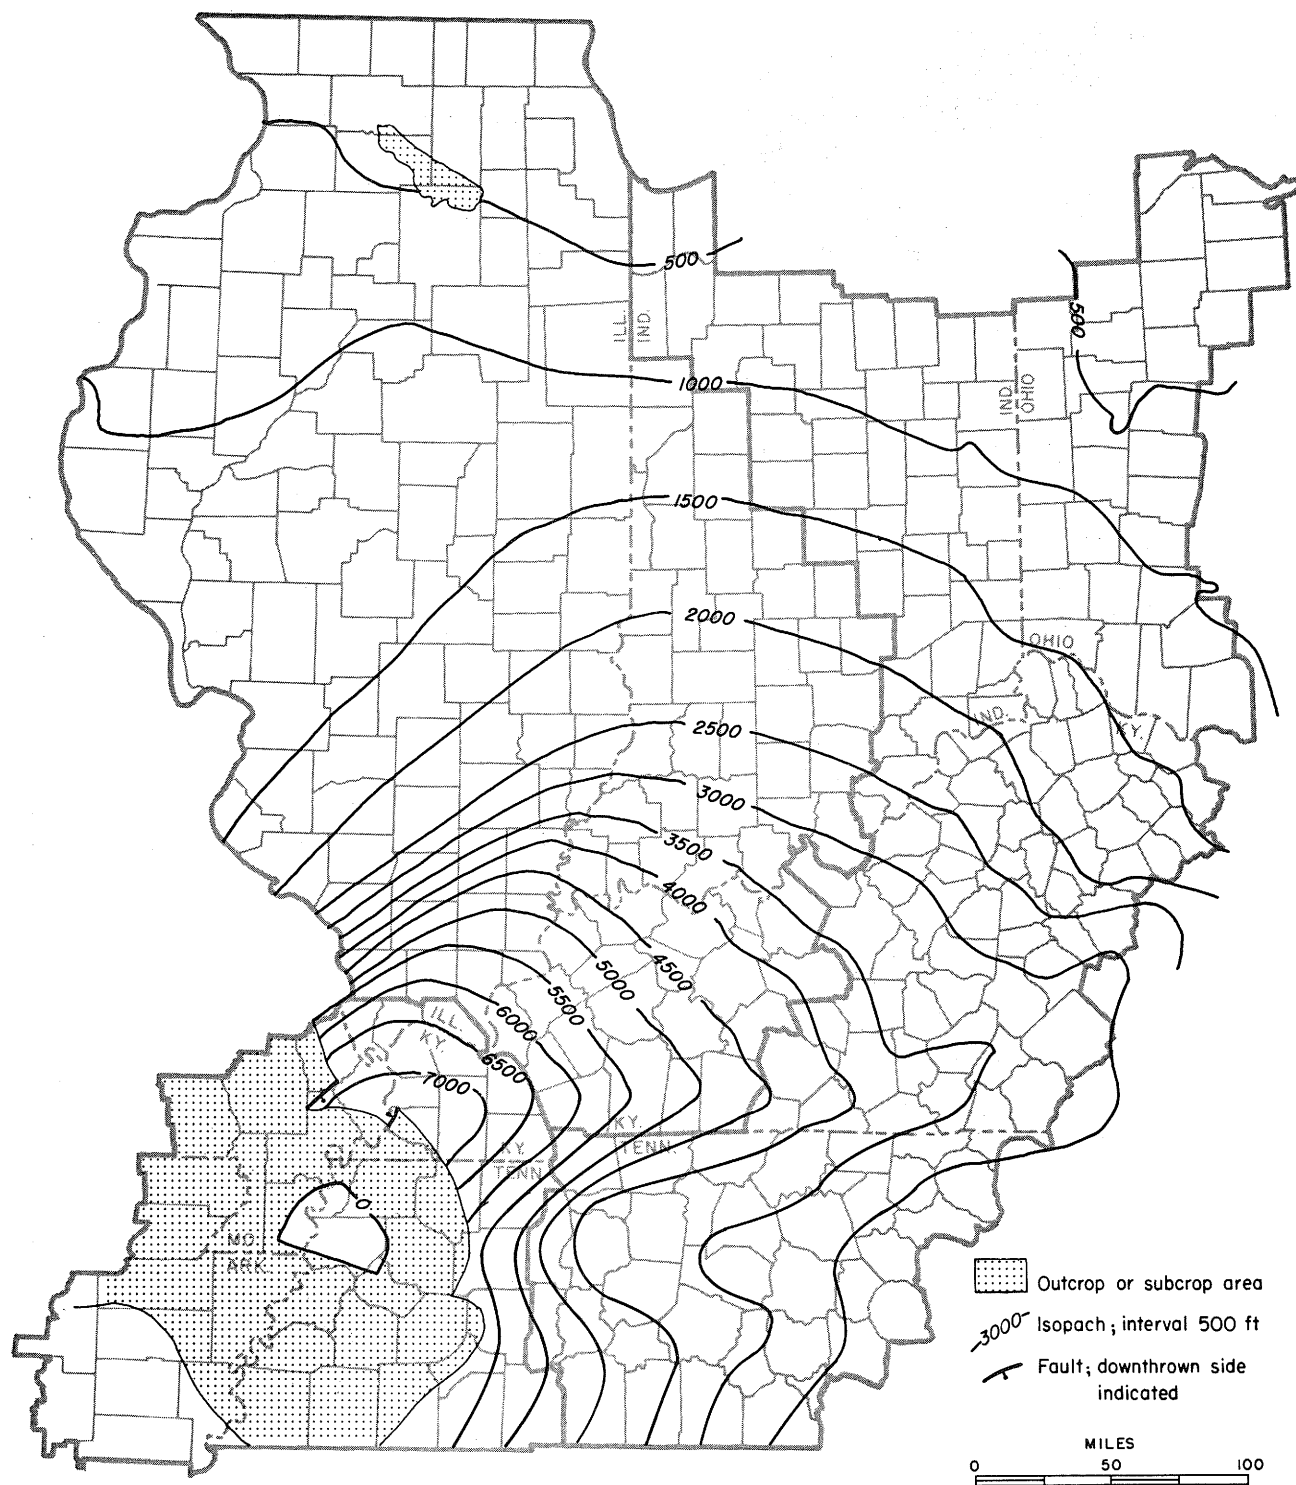 500
ILL.
IND.
500
1000
IND.
OHIO
1500
2000
OHIO
IND.
KY.
2500
3000
3500
4000
4500
5000
5500
6000
ILL.
KY.
6500
7000
KY.
TENN.
KY.
TENN.
0
MO.
ARK.
Outcrop or subcrop area
3000 Isopach; interval 500 ft
Fault; downthrown side
indicated
MILES
0 50 100